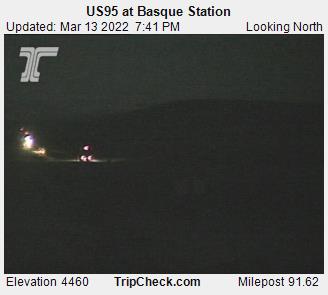 US95 at Basque Station
Updated: Mar 13 2022 7:41 PM Looking North
Elevation 4460 TripCheck.com Milepost 91.62